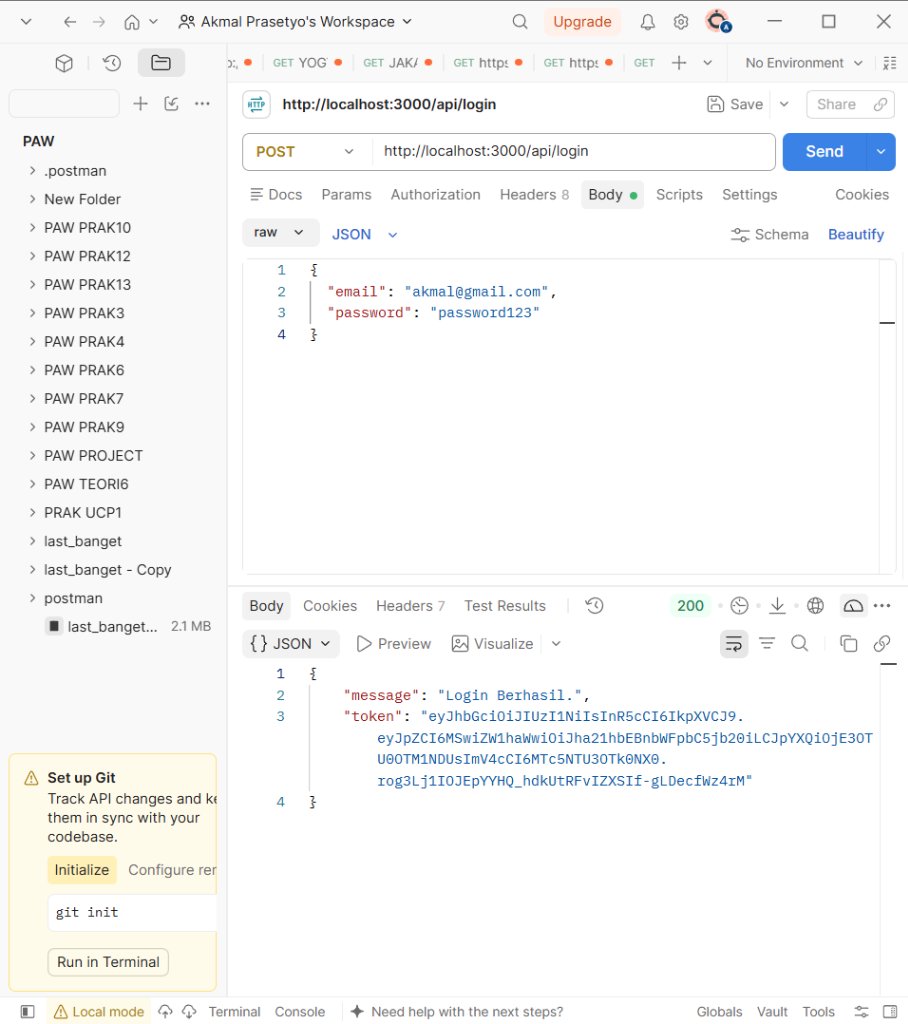 Akmal Prasetyo's Workspace
Upgrade
GET YOG
GET JAKA
GET https
GET https
GET
No Environment
HTTP
http://localhost:3000/api/login
Save
Share
POST
http://localhost:3000/api/login
Send
Docs
Params
Authorization
Headers 8
Body
Scripts
Settings
Cookies
raw
JSON
Schema
Beautify
1 {
2 "email": "akmal@gmail.com",
3 "password": "password123"
4 }
PAW
.postman
New Folder
PAW PRAK10
PAW PRAK12
PAW PRAK13
PAW PRAK3
PAW PRAK4
PAW PRAK6
PAW PRAK7
PAW PRAK9
PAW PROJECT
PAW TEORI6
PRAK UCP1
last_banget
last_banget - Copy
postman
last_banget... 2.1 MB
Body
Cookies
Headers 7
Test Results
200
{} JSON
Preview
Visualize
1 {
2 "message": "Login Berhasil.",
3 "token": "eyJhbGciOiJIUzI1NiIsInR5cCI6IkpXVCJ9.
eyJpZCI6MSwiZW1haWwiOiJha21hbEBnbWFpbC5jb20iLCJpYXQiOjE3OT
U0OTM1NDUsImV4cCI6MTc5NTU3OTk0NX0.
rog3Lj1IOJEpYYHQ_hdkUtRFvIZXSIf-gLDecfWz4rM"
4 }
Set up Git
Track API changes and ke
them in sync with your
codebase.
Initialize
Configure rer
git init
Run in Terminal
Local mode
Terminal
Console
Need help with the next steps?
Globals
Vault
Tools